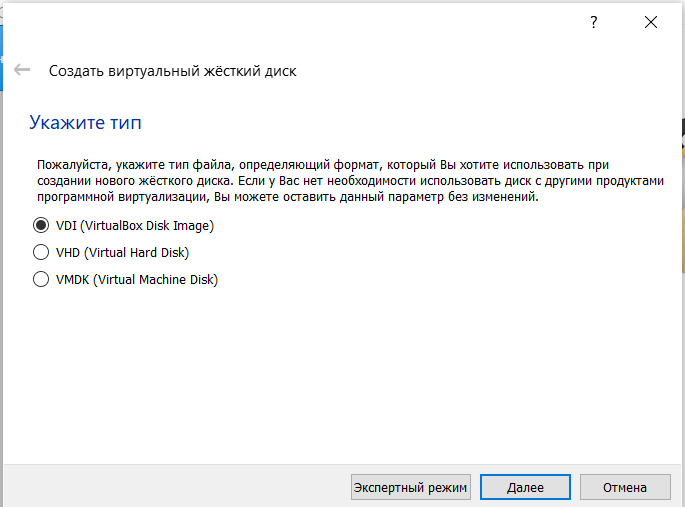 ?
Создать виртуальный жёсткий диск
Укажите тип
Пожалуйста, укажите тип файла, определяющий формат, который Вы хотите использовать при
создании нового жёсткого диска. Если у Вас нет необходимости использовать диск с другими продуктами
программной виртуализации, Вы можете оставить данный параметр без изменений.
VDI (VirtualBox Disk Image)
VHD (Virtual Hard Disk)
VMDK (Virtual Machine Disk)
Экспертный режим Далее Отмена